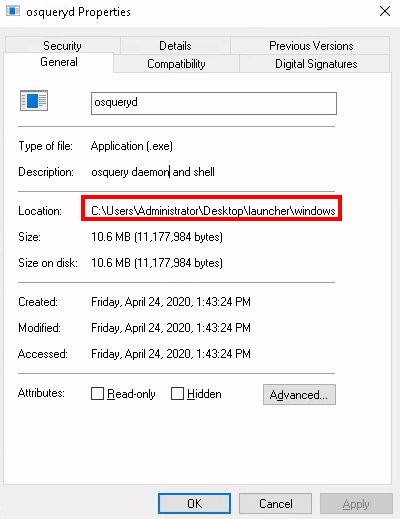 osqueryd Properties
Security Details Previous Versions
General Compatibility Digital Signatures
osqueryd
Type of file: Application (.exe)
Description: osquery daemon and shell
Location: C:\Users\Administrator\Desktop\launcher\windows
Size: 10.6 MB (11,177,984 bytes)
Size on disk: 10.6 MB (11,177,984 bytes)
Created: Friday, April 24, 2020, 1:43:24 PM
Modified: Friday, April 24, 2020, 1:43:24 PM
Accessed: Friday, April 24, 2020, 1:43:24 PM
Attributes: Read-only Hidden Advanced...
OK Cancel Apply